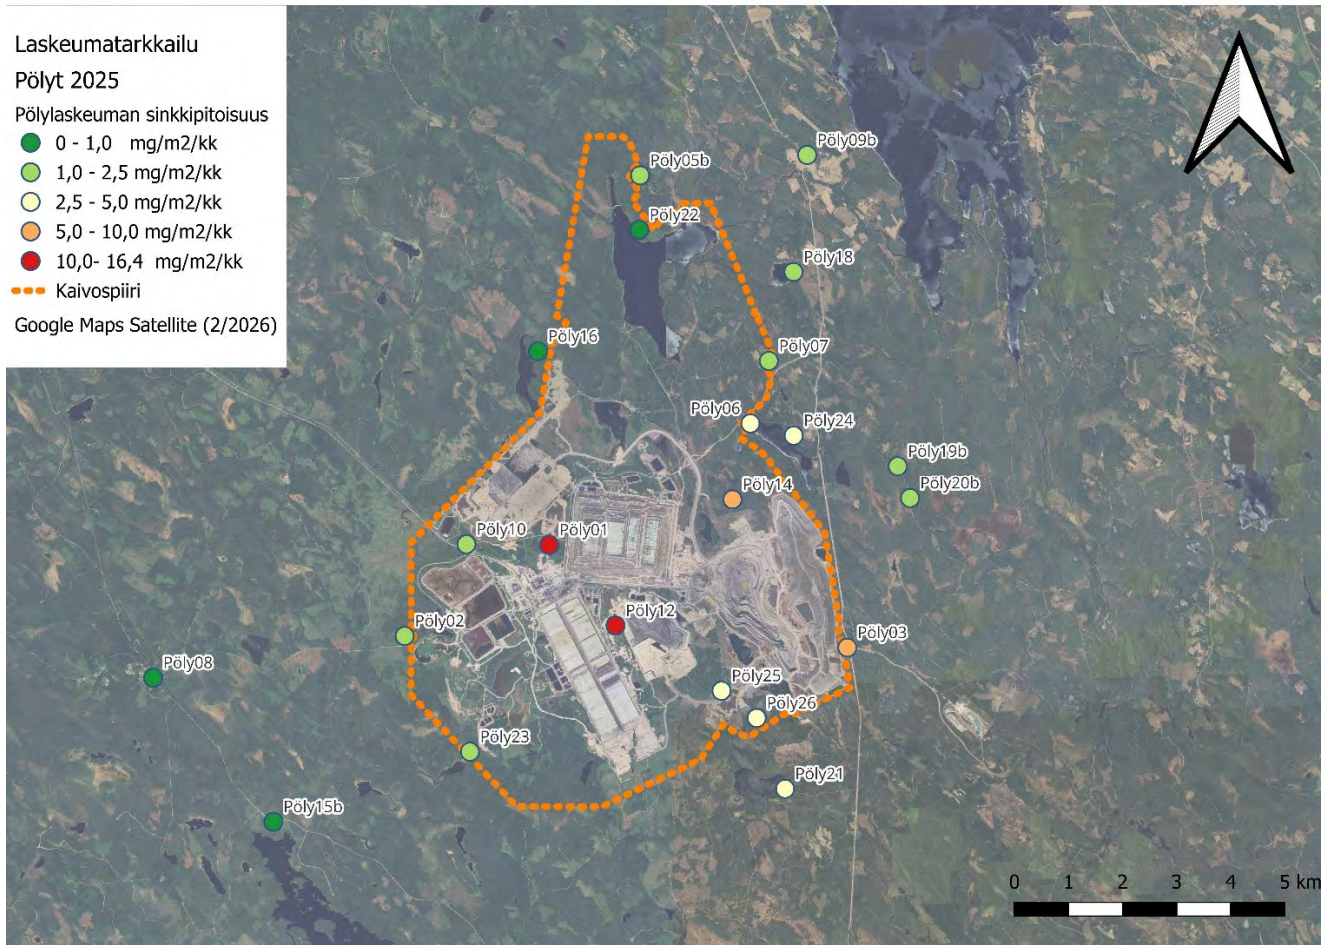 Laskeumatarkkailu
Pölyt 2025
Pölylaskeuman sinkkipitoisuus
0 - 1,0 mg/m2/kk
1,0 - 2,5 mg/m2/kk
2,5 - 5,0 mg/m2/kk
5,0 - 10,0 mg/m2/kk
10,0- 16,4 mg/m2/kk
Kaivospiiri
Google Maps Satellite (2/2026)
Pöly09b
Pöly05b
Pöly22
Pöly18
Pöly16
Pöly07
Pöly06
Pöly24
Pöly19b
Pöly14
Pöly20b
Pöly10
Pöly01
Pöly12
Pöly02
Pöly03
Pöly08
Pöly25
Pöly26
Pöly23
Pöly21
Pöly15b
0 1 2 3 4 5 km